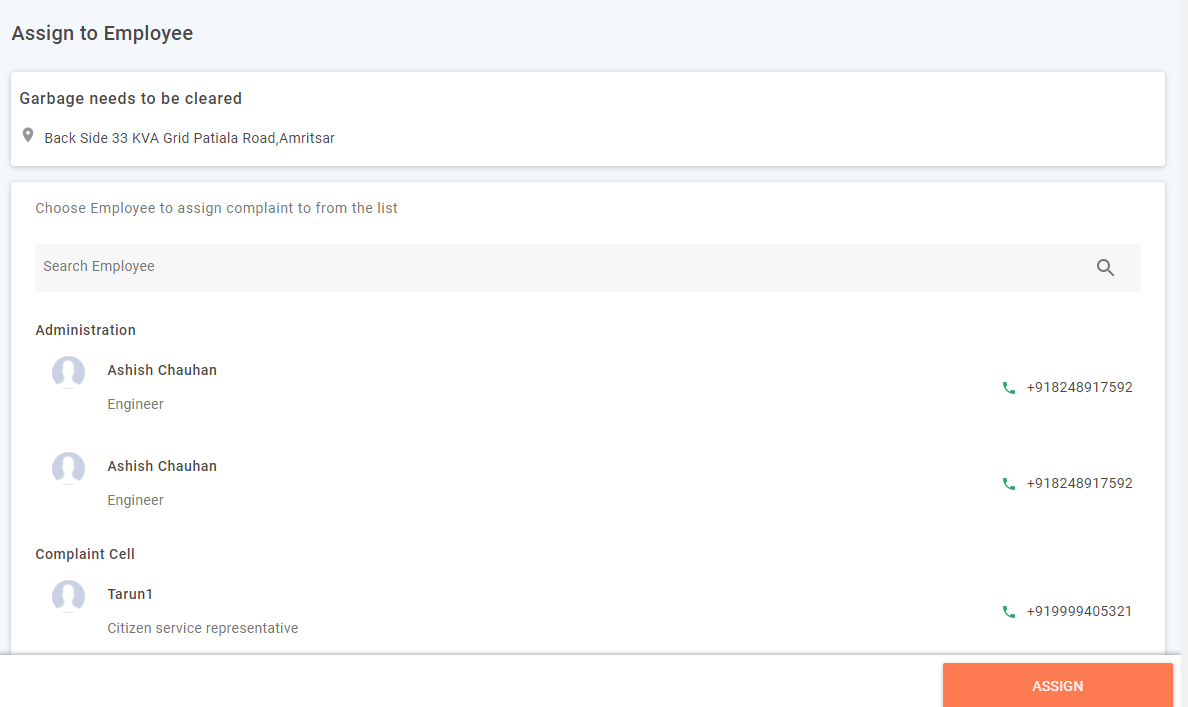 Assign to Employee
Garbage needs to be cleared
Back Side 33 KVA Grid Patiala Road,Amritsar
Choose Employee to assign complaint to from the list
Search Employee
Administration
Ashish Chauhan
Engineer
+918248917592
Ashish Chauhan
Engineer
+918248917592
Complaint Cell
Tarun1
Citizen service representative
+919999405321
ASSIGN